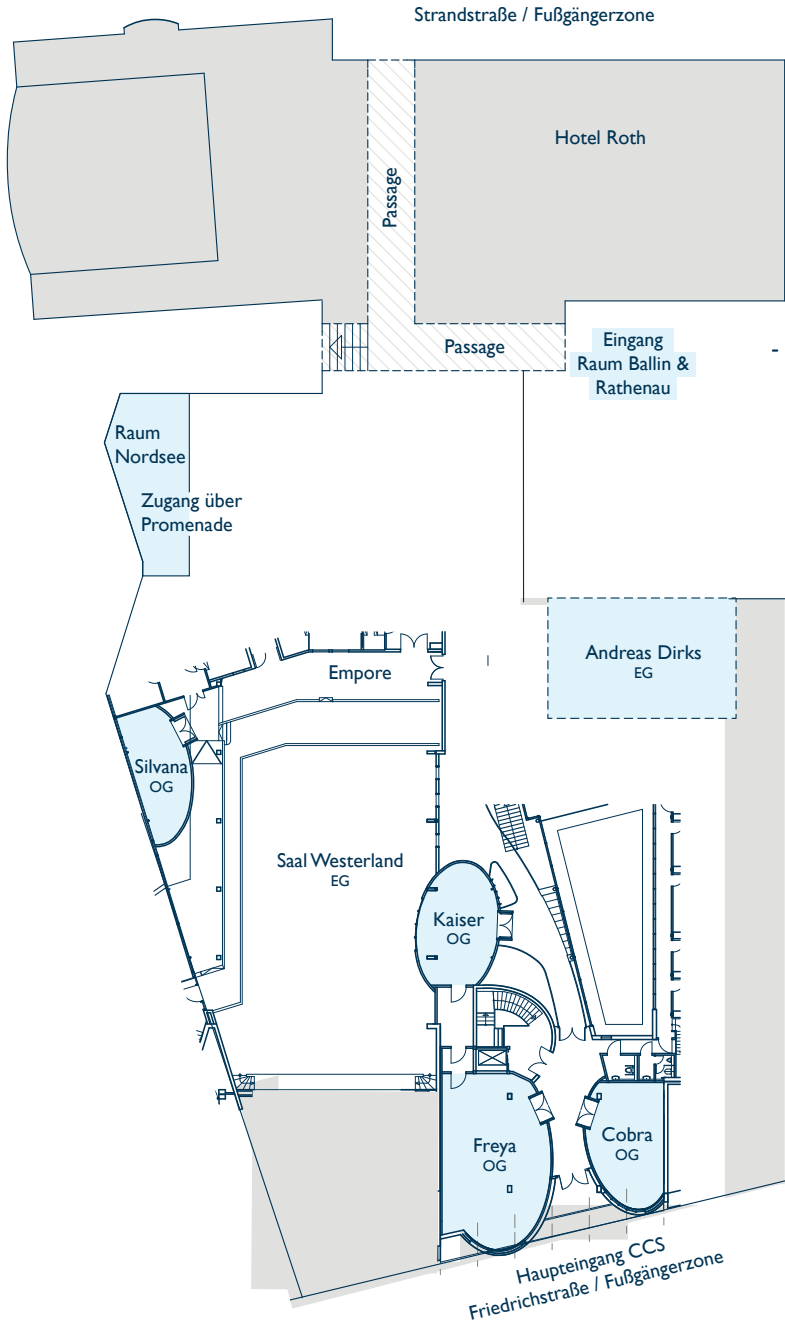 Strandstraße / Fußgängerzone
Hotel Roth
Passage
Passage
Eingang
Raum Ballin &
Rathenau
-
Raum
Nordsee
Zugang über
Promenade
Andreas Dirks
EG
Empore
Silvana
OG
Saal Westerland
EG
Kaiser
OG
Freya
OG
Cobra
OG
Haupteingang CCS
Friedrichstraße / Fußgängerzone